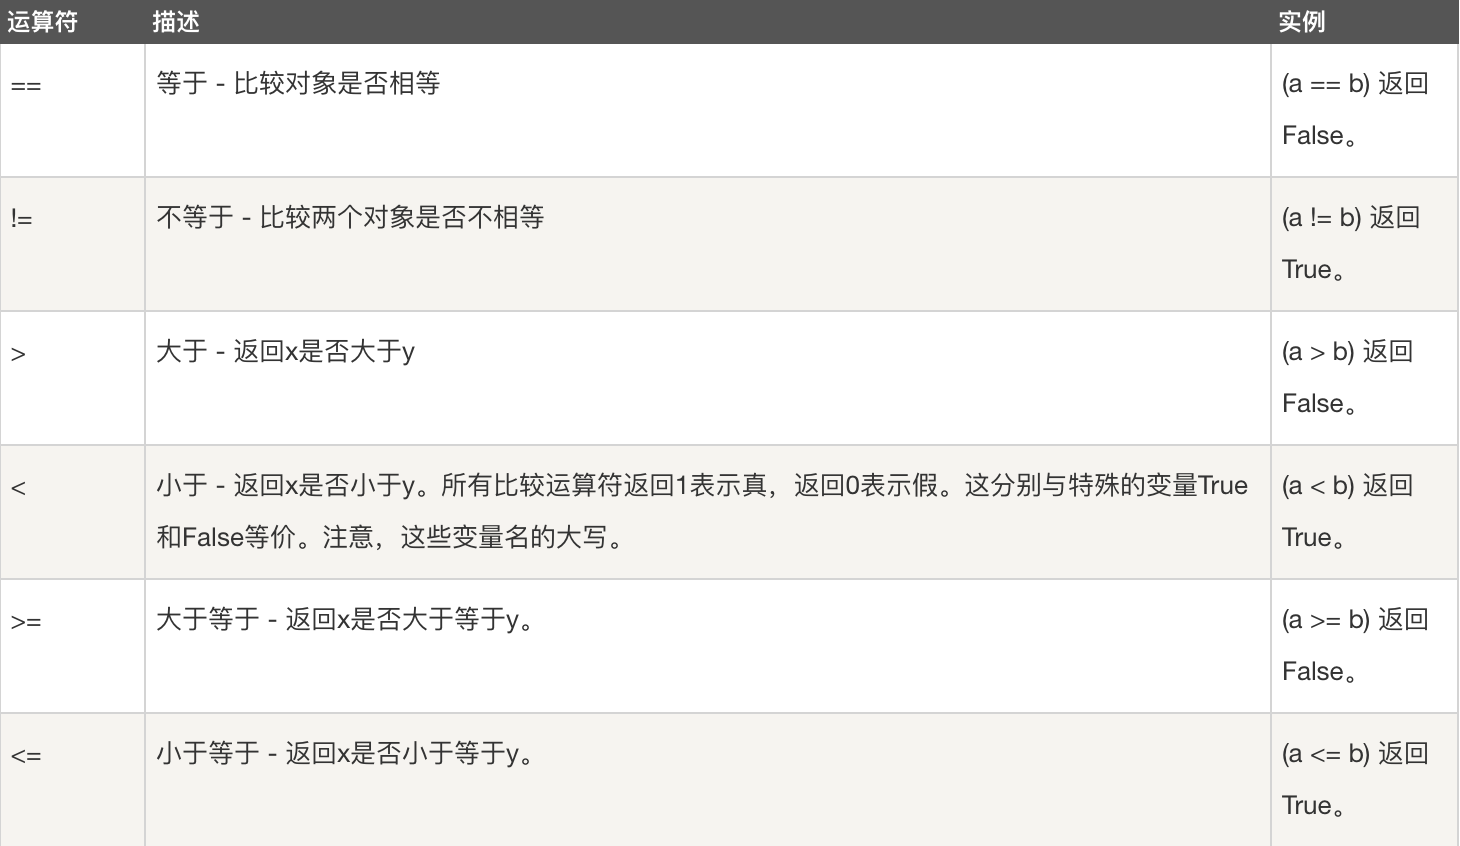 运算符 描述 实例
== 等于 - 比较对象是否相等 (a == b) 返回
False。
!= 不等于 - 比较两个对象是否不相等 (a != b) 返回
True。
> 大于 - 返回x是否大于y (a > b) 返回
False。
< 小于 - 返回x是否小于y。所有比较运算符返回1表示真，返回0表示假。这分别与特殊的变量True (a < b) 返回
和False等价。注意，这些变量名的大写。 True。
>= 大于等于 - 返回x是否大于等于y。 (a >= b) 返回
False。
<= 小于等于 - 返回x是否小于等于y。 (a <= b) 返回
True。